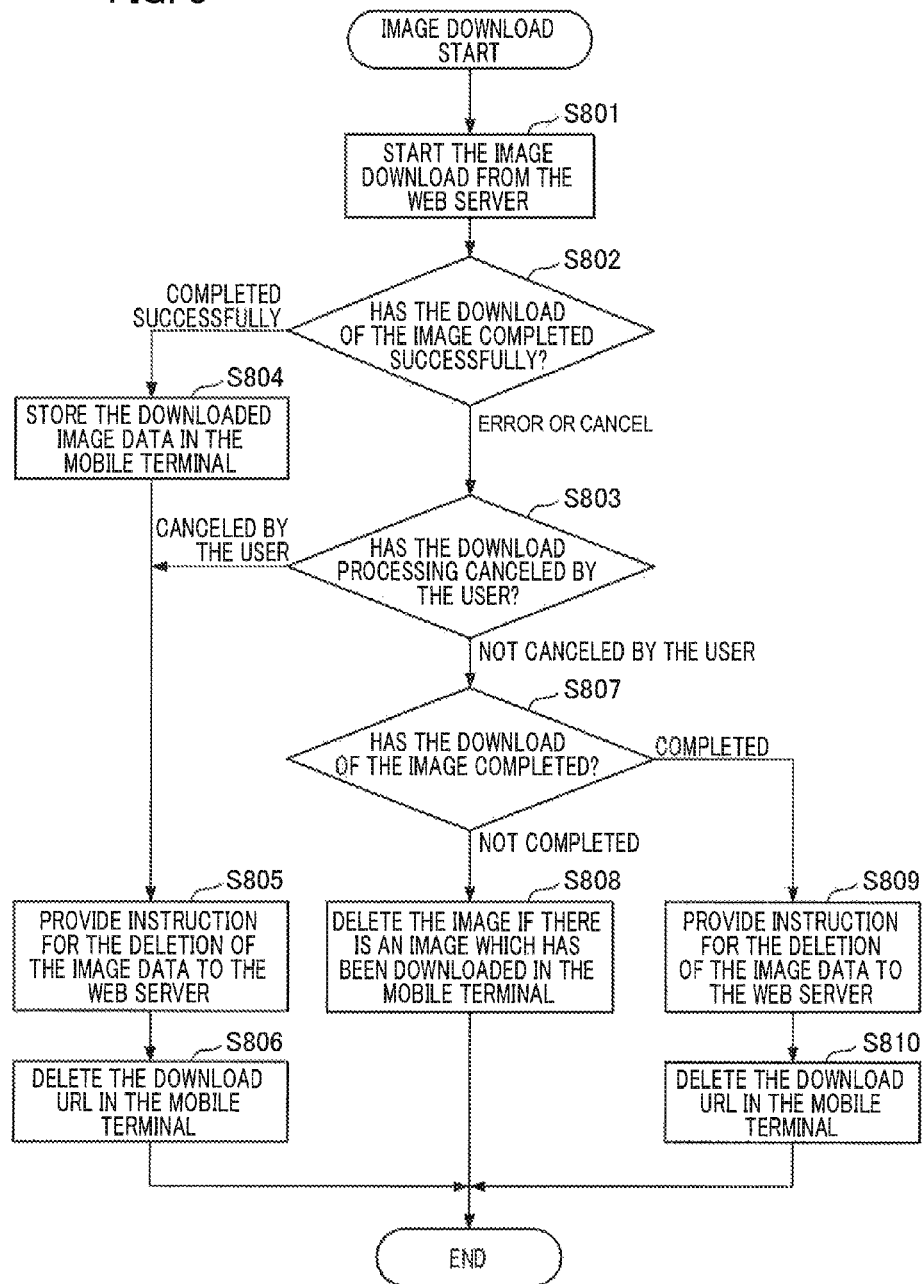 IMAGE DOWNLOAD
START
S801
START THE IMAGE
DOWNLOAD FROM THE
WEB SERVER
S802
COMPLETED
SUCCESSFULLY
HAS THE DOWNLOAD
OF THE IMAGE COMPLETED
SUCCESSFULLY?
S804
STORE THE DOWNLOADED
IMAGE DATA IN THE
MOBILE TERMINAL
ERROR OR CANCEL
S803
CANCELED BY
THE USER
HAS THE DOWNLOAD
PROCESSING CANCELED BY
THE USER?
NOT CANCELED BY THE USER
S807
HAS THE DOWNLOAD
OF THE IMAGE COMPLETED?
COMPLETED
NOT COMPLETED
S805
PROVIDE INSTRUCTION
FOR THE DELETION OF
THE IMAGE DATA TO THE
WEB SERVER
S808
DELETE THE IMAGE IF THERE
IS AN IMAGE WHICH HAS
BEEN DOWNLOADED IN THE
MOBILE TERMINAL
S809
PROVIDE INSTRUCTION
FOR THE DELETION
OF THE IMAGE DATA TO
THE WEB SERVER
S806
DELETE THE DOWNLOAD
URL IN THE MOBILE
TERMINAL
S810
DELETE THE DOWNLOAD
URL IN THE MOBILE
TERMINAL
END